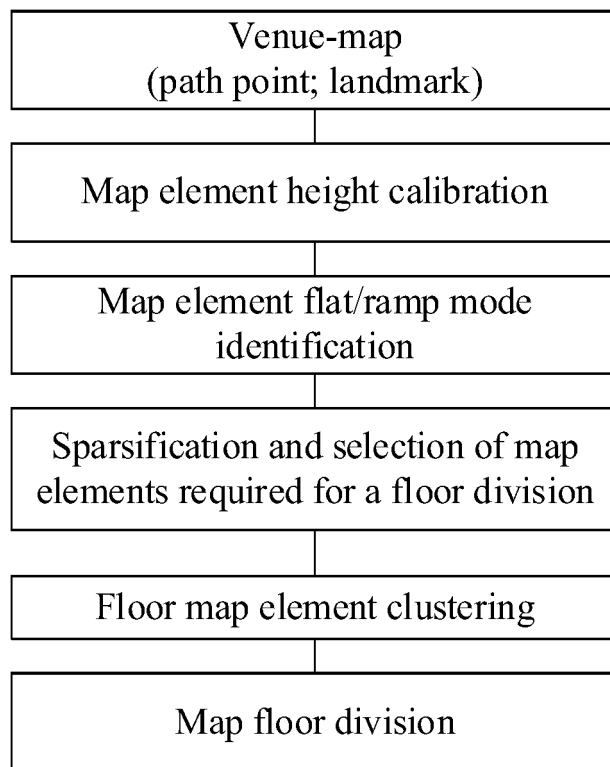 Venue-map
(path point; landmark)
Map element height calibration
Map element flat/ramp mode
identification
Sparsification and selection of map
elements required for a floor division
Floor map element clustering
Map floor division